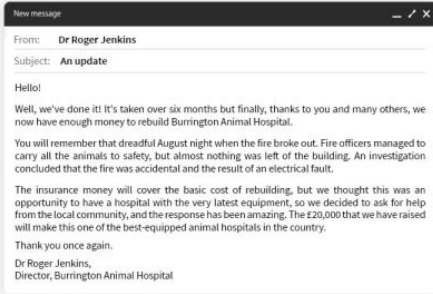 New message
From: Dr Roger Jenkins
Subject: An update
Hello!
Well, we've done it! It's taken over six months but finally, thanks to you and many others, we
now have enough money to rebuild Burrington Animal Hospital.
You will remember that dreadful August night when the fire broke out. Fire officers managed to
carry all the animals to safety, but almost nothing was left of the building. An investigation
concluded that the fire was accidental and the result of an electrical fault.
The insurance money will cover the basic cost of rebuilding, but we thought this was an
opportunity to have a hospital with the very latest equipment, so we decided to ask for help
from the local community, and the response has been amazing. The £20,000 that we have raised
will make this one of the best-equipped animal hospitals in the country.
Thank you once again.
Dr Roger Jenkins,
Director, Burrington Animal Hospital